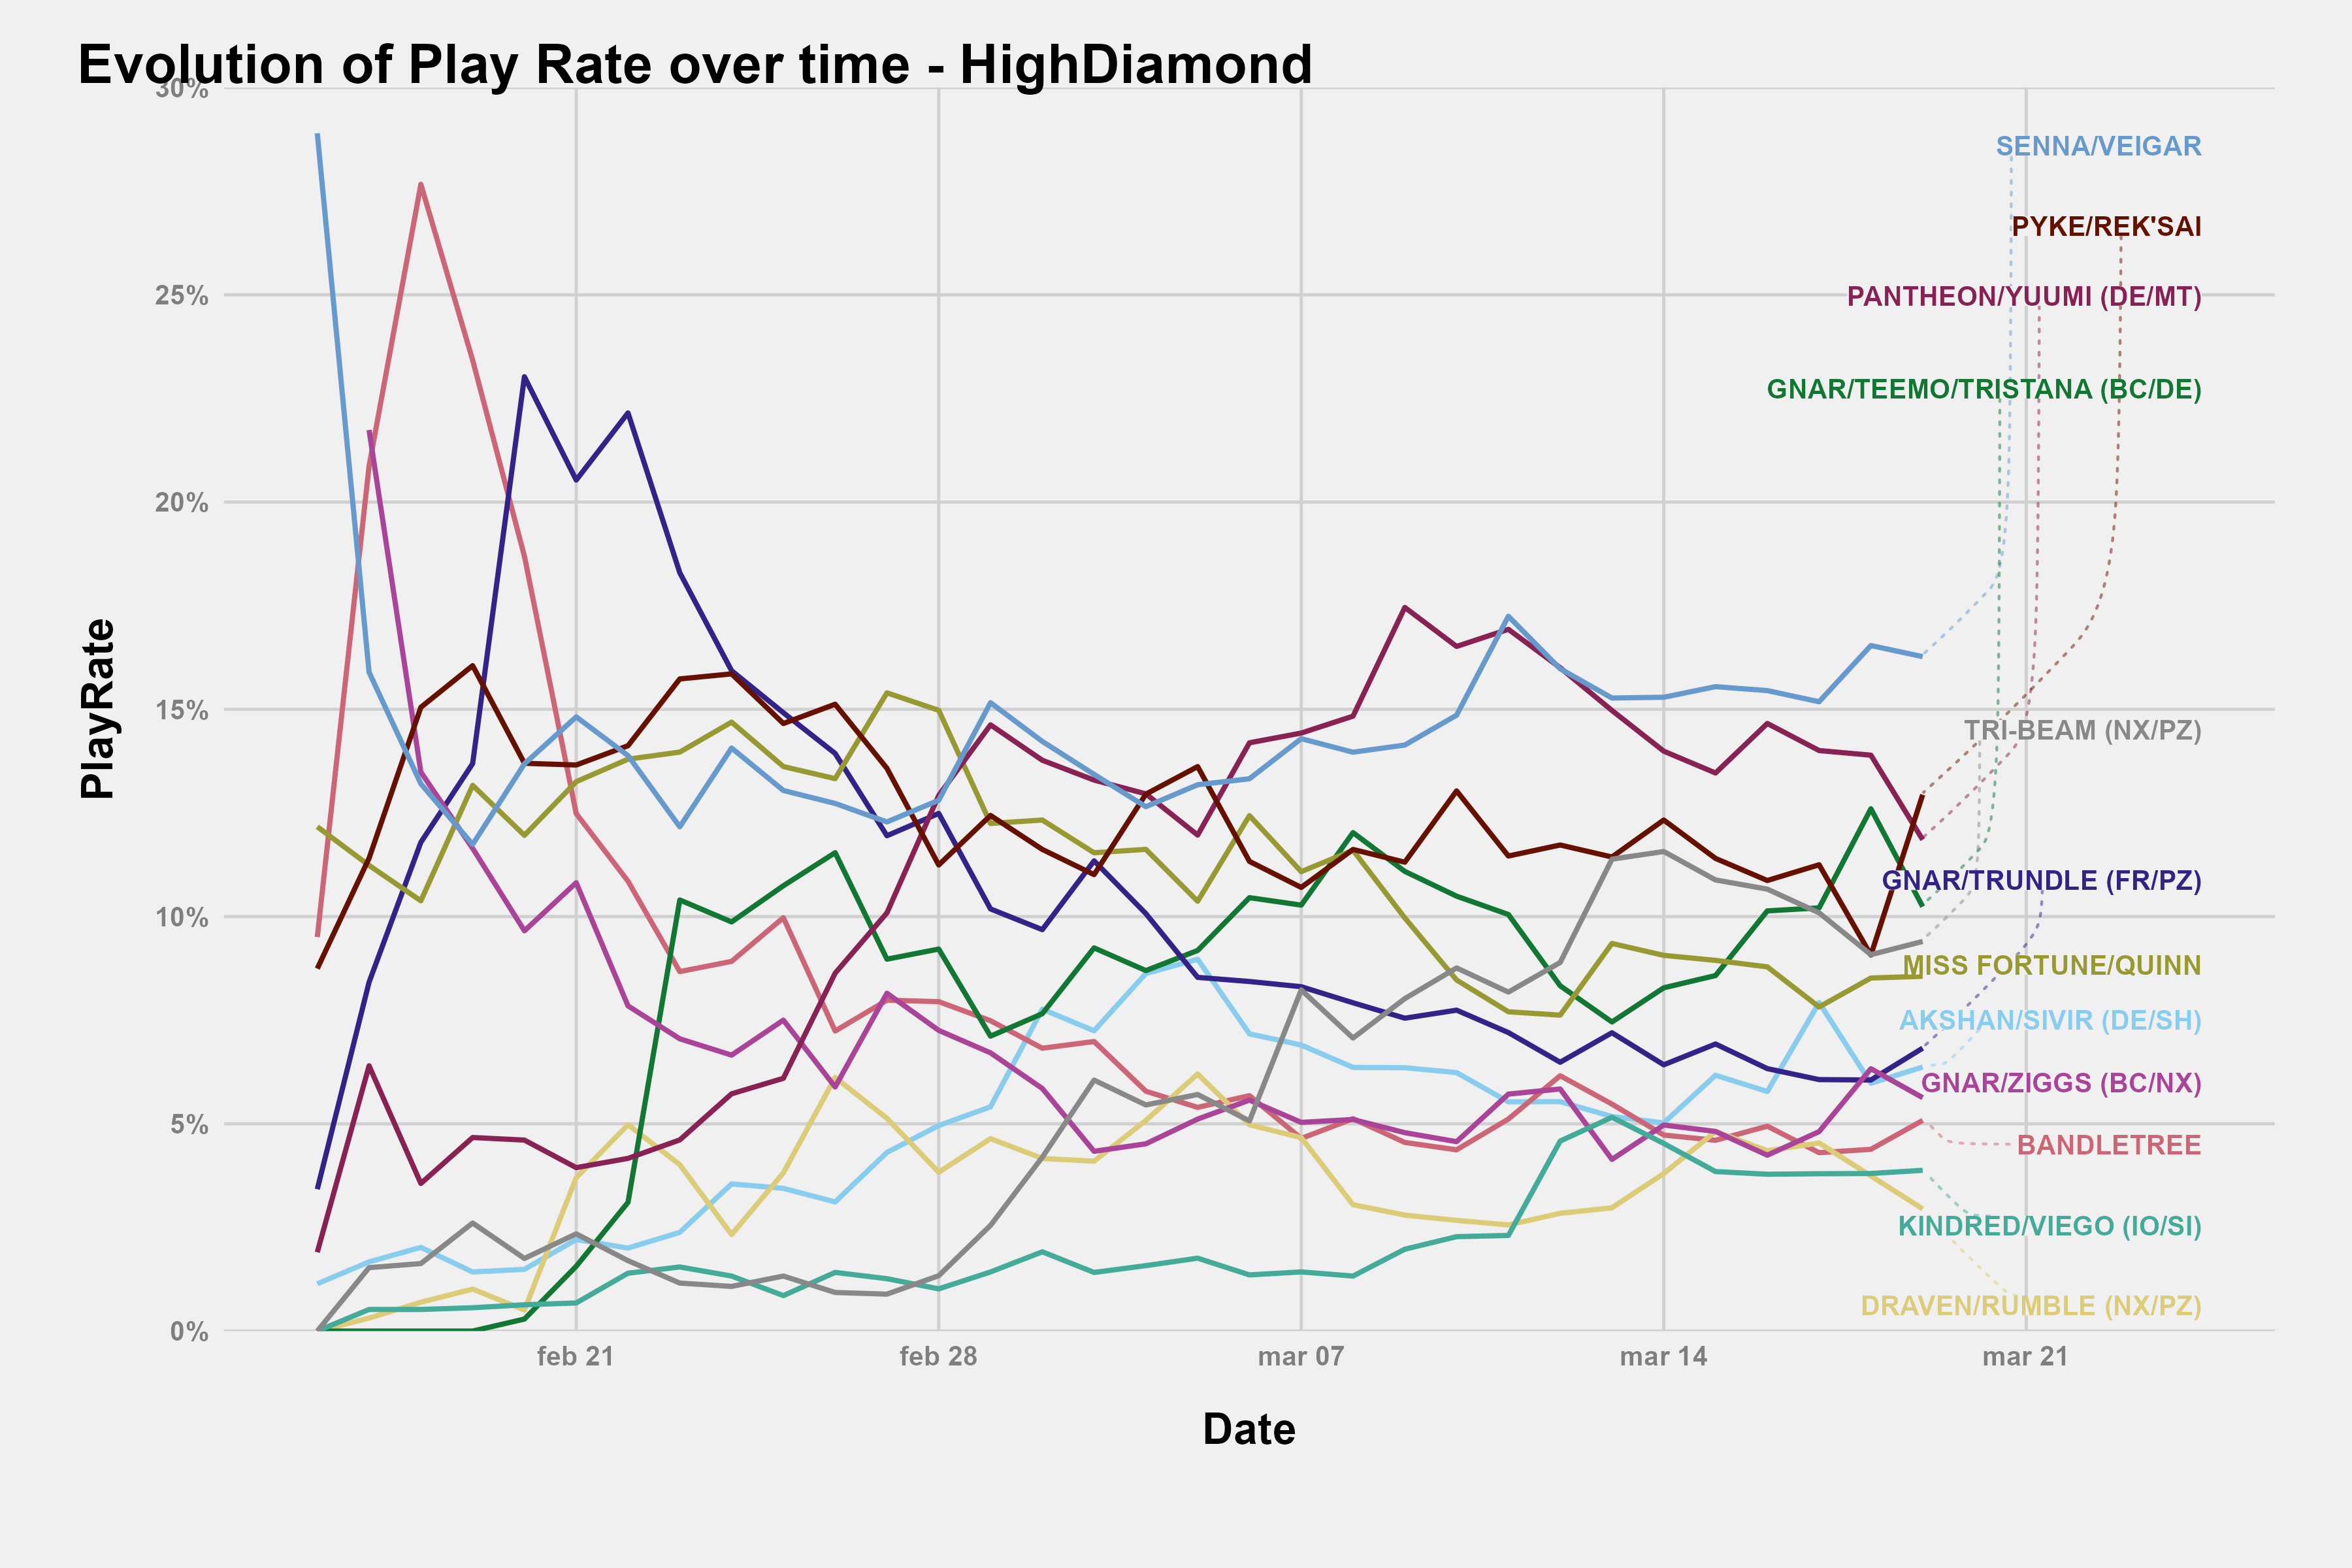 Evolution of Play Rate over time - HighDiamond
30%
25%
20%
15%
10%
5%
0%
PlayRate
SENNA/VEIGAR
PYKE/REK'SAI
PANTHEON/YUUMI (DE/MT)
GNAR/TEEMO/TRISTANA (BC/DE)
TRI-BEAM (NX/PZ)
GNAR/TRUNDLE (FR/PZ)
MISS FORTUNE/QUINN
AKSHAN/SIVIR (DE/SH)
GNAR/ZIGGS (BC/NX)
BANDLETREE
KINDRED/VIEGO (IO/SI)
DRAVEN/RUMBLE (NX/PZ)
feb 21
feb 28
mar 07
mar 14
mar 21
Date